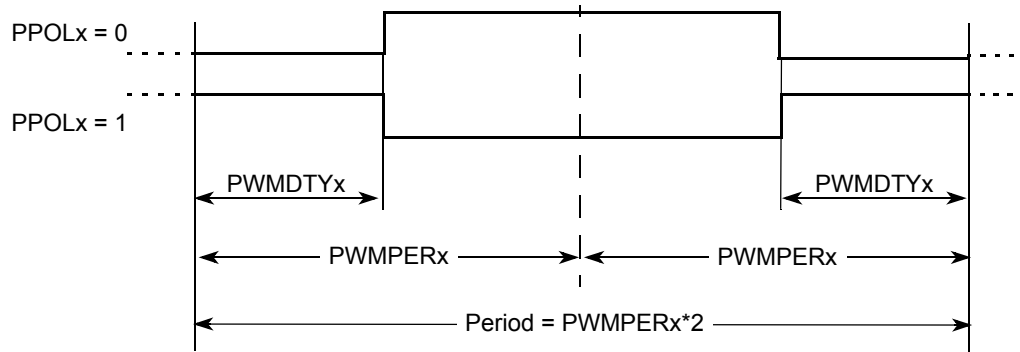 PPOLx = 0
PPOLx = 1
PWMDTYx
PWMDTYx
PWMPERx
PWMPERx
Period = PWMPERx*2